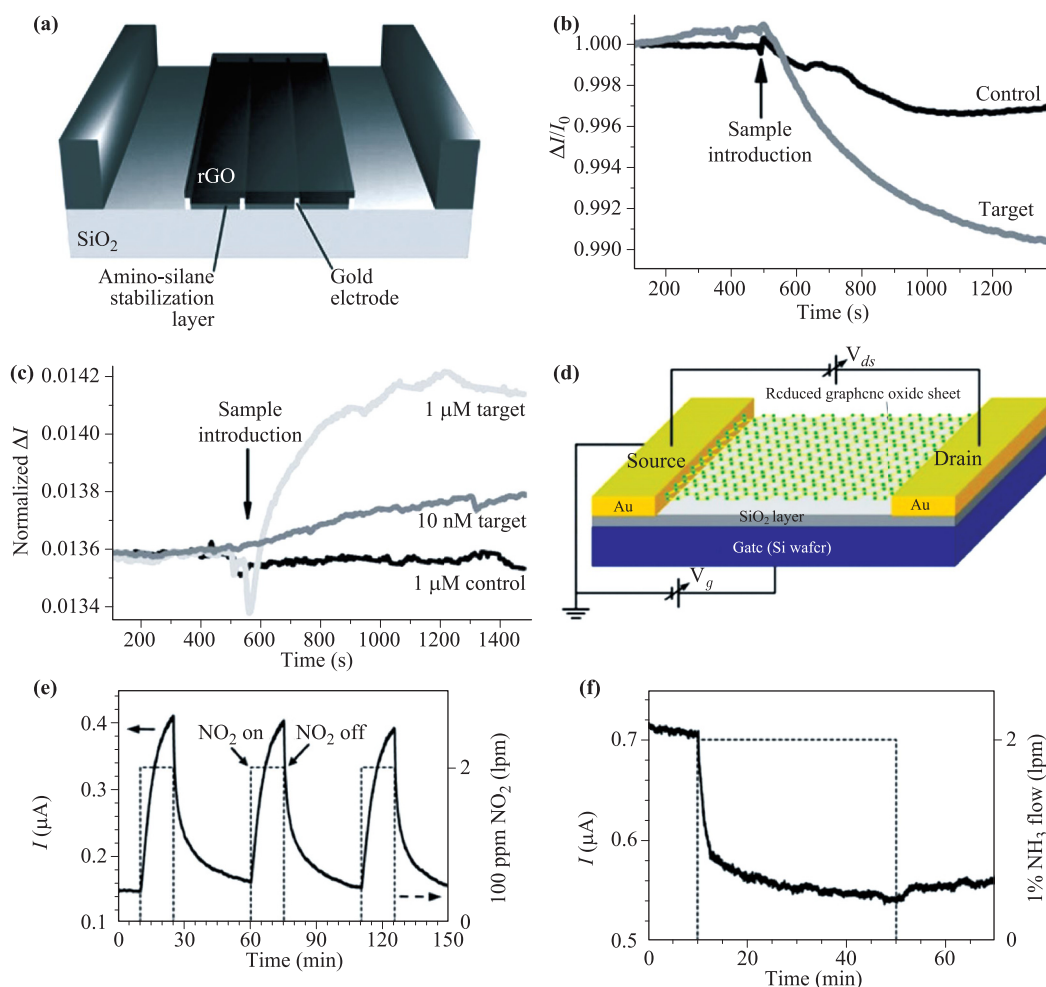 (a)
rGO
SiO2
Amino-silane
stabilization
layer
Gold
elctrode
(b)
1.000
0.998
0.996
0.994
0.992
0.990
ΔI/I0
Control
Sample
introduction
Target
200 400 600 800 1000 1200
Time (s)
(c)
0.0142
0.0140
0.0138
0.0136
0.0134
Normalized ΔI
Sample
introduction
1 μM target
10 nM target
1 μM control
200 400 600 800 1000 1200 1400
Time (s)
(d)
Vds
Rcduced graphcnc oxidc sheet
Source
Drain
Au
Au
SiO2 layer
Gatc (Si wafcr)
Vg
(e)
0.4
0.3
0.2
0.1
I (μA)
NO2 on
NO2 off
2
0
100 ppm NO2 (lpm)
0 30 60 90 120 150
Time (min)
(f)
0.7
0.6
0.5
I (μA)
2
1
0
1% NH3 flow (lpm)
0 20 40 60
Time (min)